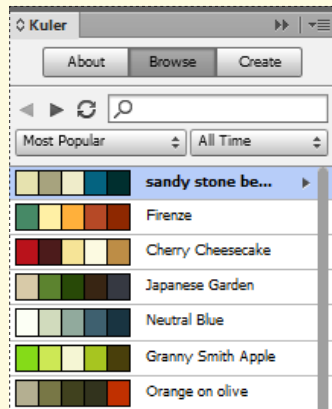 Kuler
About Browse Create
Most Popular All Time
sandy stone be...
Firenze
Cherry Cheesecake
Japanese Garden
Neutral Blue
Granny Smith Apple
Orange on olive